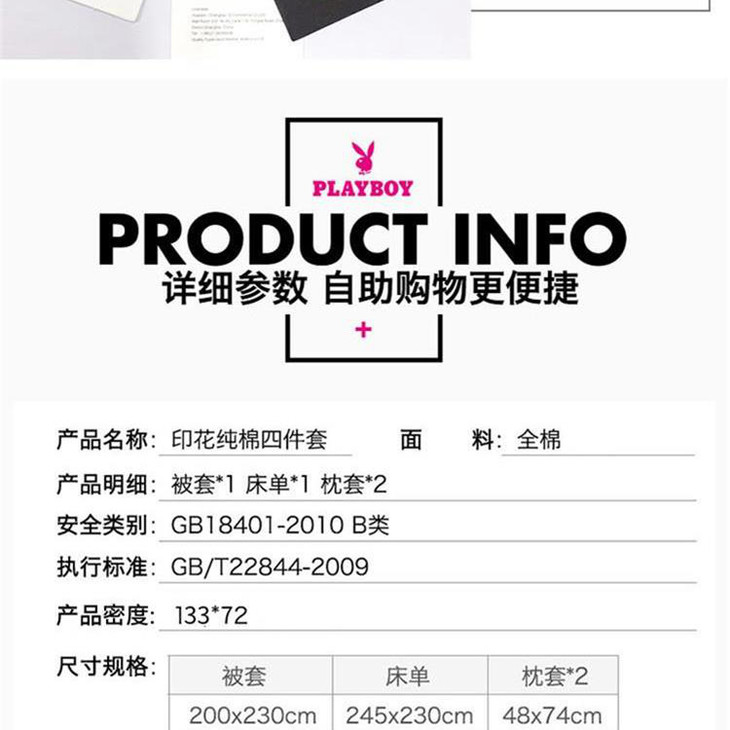 PLAYBOY
PRODUCT INFO
详细参数 自助购物更便捷
+
产品名称： 印花纯棉四件套 面 料： 全棉
产品明细： 被套*1 床单*1 枕套*2
安全类别： GB18401-2010 B类
执行标准： GB/T22844-2009
产品密度： 133*72
尺寸规格： 被套 床单 枕套*2
200x230cm 245x230cm 48x74cm